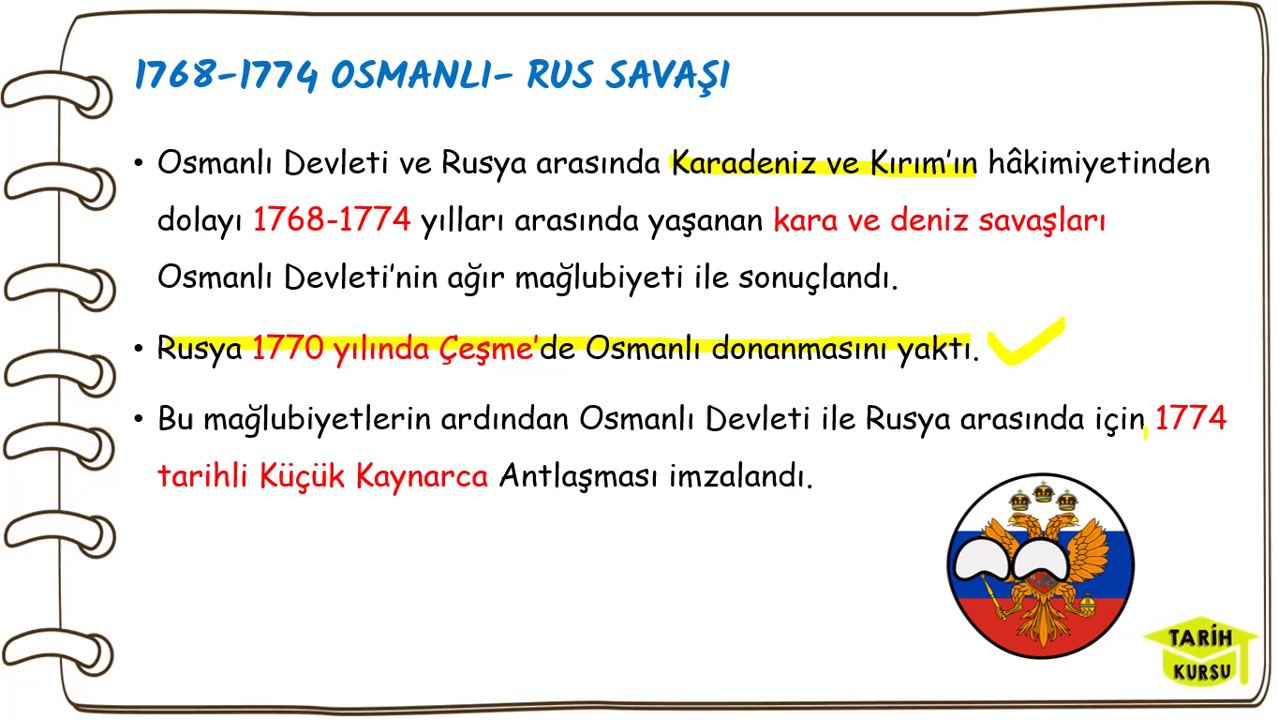 1768-1774 OSMANLI- RUS SAVAŞI
• Osmanlı Devleti ve Rusya arasında Karadeniz ve Kırım'ın hâkimiyetinden
dolayı 1768-1774 yılları arasında yaşanan kara ve deniz savaşları
Osmanlı Devleti'nin ağır mağlubiyeti ile sonuçlandı.
• Rusya 1770 yılında Çeşme'de Osmanlı donanmasını yaktı.
• Bu mağlubiyetlerin ardından Osmanlı Devleti ile Rusya arasında için 1774
tarihli Küçük Kaynarca Antlaşması imzalandı.
TARİH
KURSU